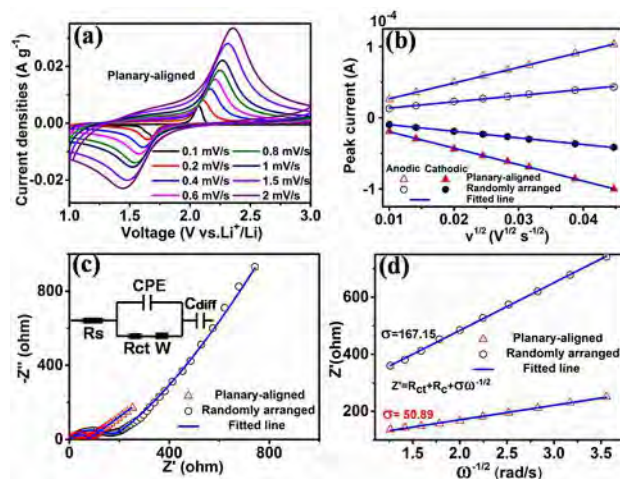 (a)
Planary-aligned
0.02
0.00
-0.02
Current densities (A g⁻¹)
0.1 mV/s
0.2 mV/s
0.4 mV/s
0.6 mV/s
0.8 mV/s
1 mV/s
1.5 mV/s
2 mV/s
1.0 1.5 2.0 2.5 3.0
Voltage (V vs.Li⁺/Li)
10⁻⁴
(b)
1
0
-1
Peak current (A)
Anodic Cathodic
Planary-aligned
Randomly arranged
Fitted line
0.01 0.02 0.03 0.04
v^1/2 (V^1/2 s^-1/2)
(c)
-800
-400
0
-Z'' (ohm)
CPE
Cdiff
Rs
Rct W
Planary-aligned
Randomly arranged
Fitted line
0 400 800
Z' (ohm)
(d)
600
400
200
Z'(ohm)
σ=167.15
Planary-aligned
Randomly arranged
Fitted line
Z'=Rct+Rc+σω^-1/2
σ= 50.89
1.5 2.0 2.5 3.0 3.5
ω^-1/2 (rad/s)